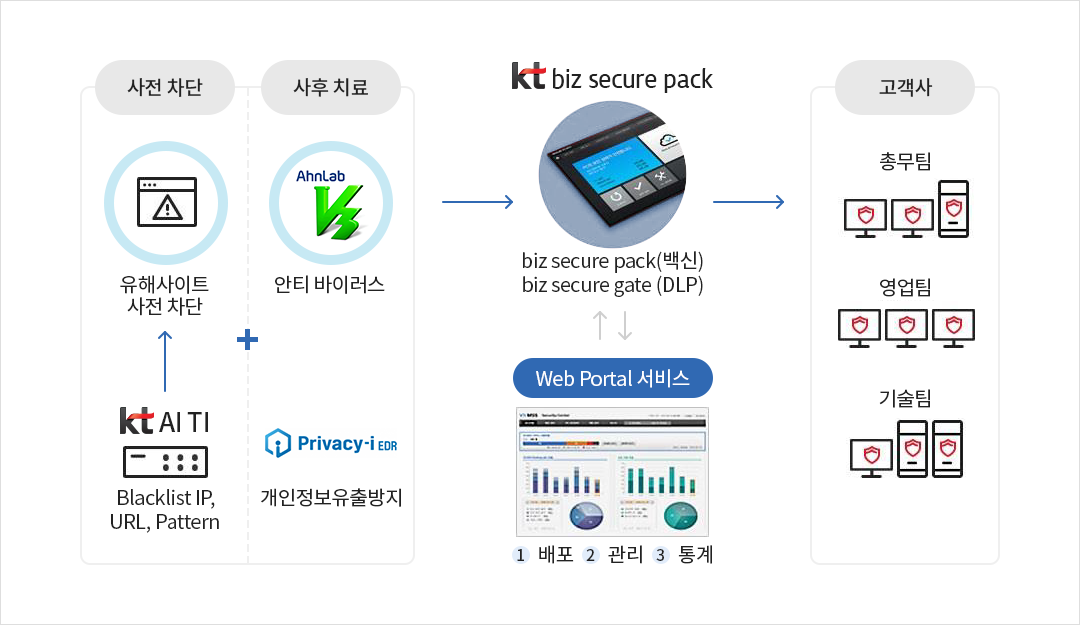 사전 차단
유해사이트
사전 차단
kt AI TI
Blacklist IP,
URL, Pattern
+
사후 치료
AhnLab
V3
안티 바이러스
Privacy-i EDR
개인정보유출방지
kt biz secure pack
biz secure pack(백신)
biz secure gate (DLP)
Web Portal 서비스
1 배포 2 관리 3 통계
고객사
총무팀
영업팀
기술팀